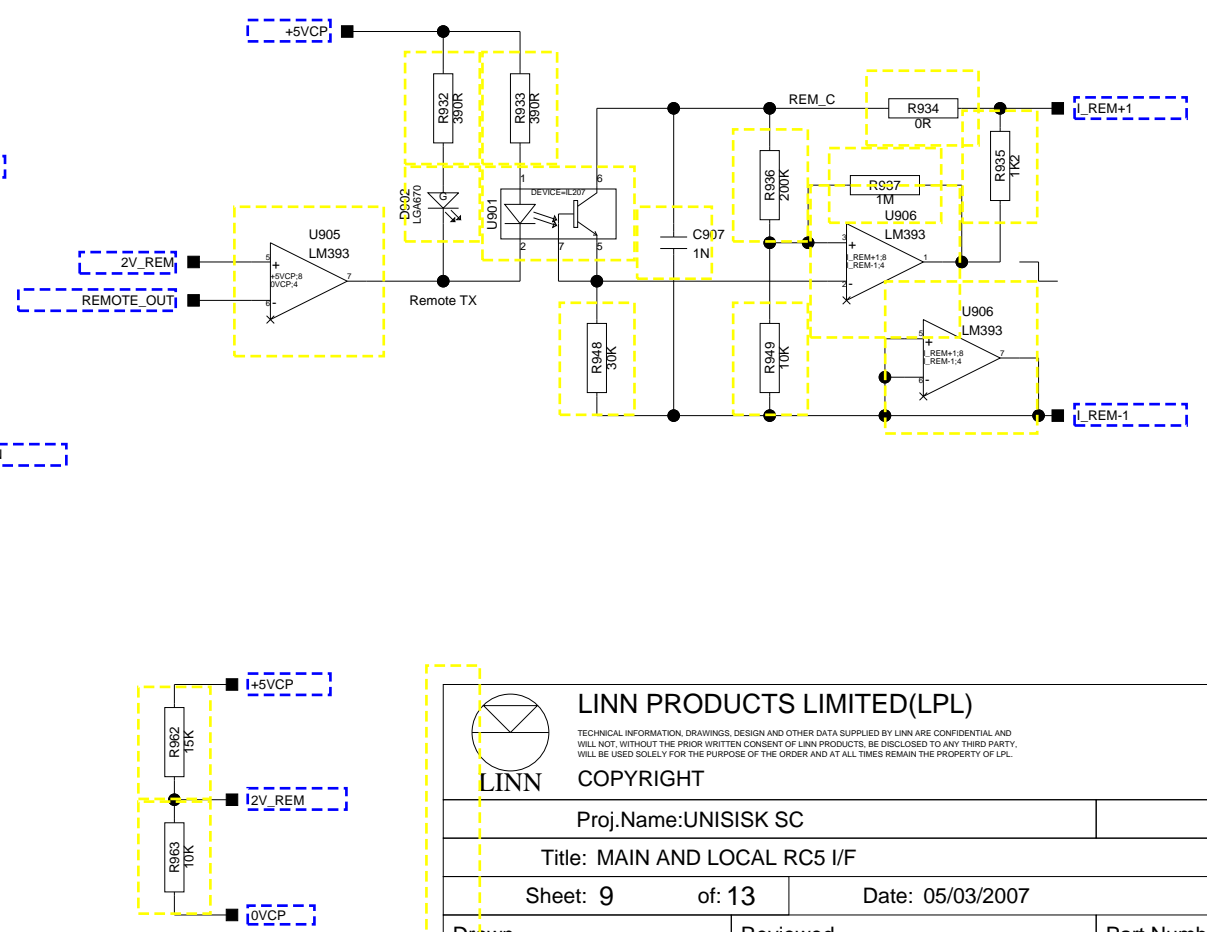 +5VCP
R932
390R
R933
390R
REM_C
R934
0R
I_REM+1
R935
1K2
R936
200K
R937
1M
LGA670
G
U901
DEVICE=IL207
1
6
2
7
5
U905
LM393
2V_REM
5
+
+5VCP;8
0VCP;4
7
REMOTE_OUT
6
-
Remote TX
C907
1N
U906
LM393
3
+
I_REM+1;8
I_REM-1;4
1
2
-
R948
30K
R949
10K
U906
LM393
5
+
I_REM+1;8
I_REM-1;4
7
6
-
I_REM-1
+5VCP
R962
15K
2V_REM
R963
10K
0VCP
LINN
LINN PRODUCTS LIMITED(LPL)
TECHNICAL INFORMATION, DRAWINGS, DESIGN AND OTHER DATA SUPPLIED BY LINN ARE CONFIDENTIAL AND
WILL NOT, WITHOUT THE PRIOR WRITTEN CONSENT OF LINN PRODUCTS, BE DISCLOSED TO ANY THIRD PARTY,
WILL BE USED SOLELY FOR THE PURPOSE OF THE ORDER AND AT ALL TIMES REMAIN THE PROPERTY OF LPL.
COPYRIGHT
Proj.Name:UNISISK SC
Title: MAIN AND LOCAL RC5 I/F
Sheet: 9 of: 13 Date: 05/03/2007
Drawn Reviewed Part Numb